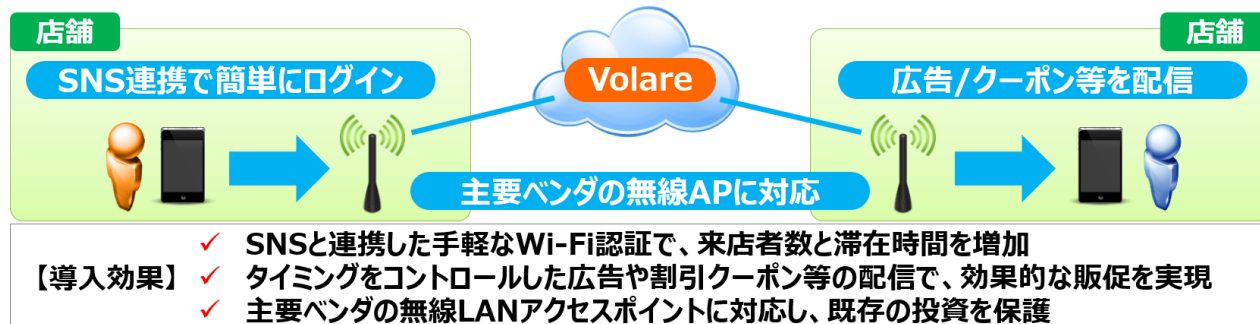 店舗
店舗
SNS連携で簡単にログイン
Volare
広告/クーポン等を配信
主要ベンダの無線APに対応
✓ SNSと連携した手軽なWi-Fi認証で、来店者数と滞在時間を増加
【導入効果】 ✓ タイミングをコントロールした広告や割引クーポン等の配信で、効果的な販促を実現
✓ 主要ベンダの無線LANアクセスポイントに対応し、既存の投資を保護